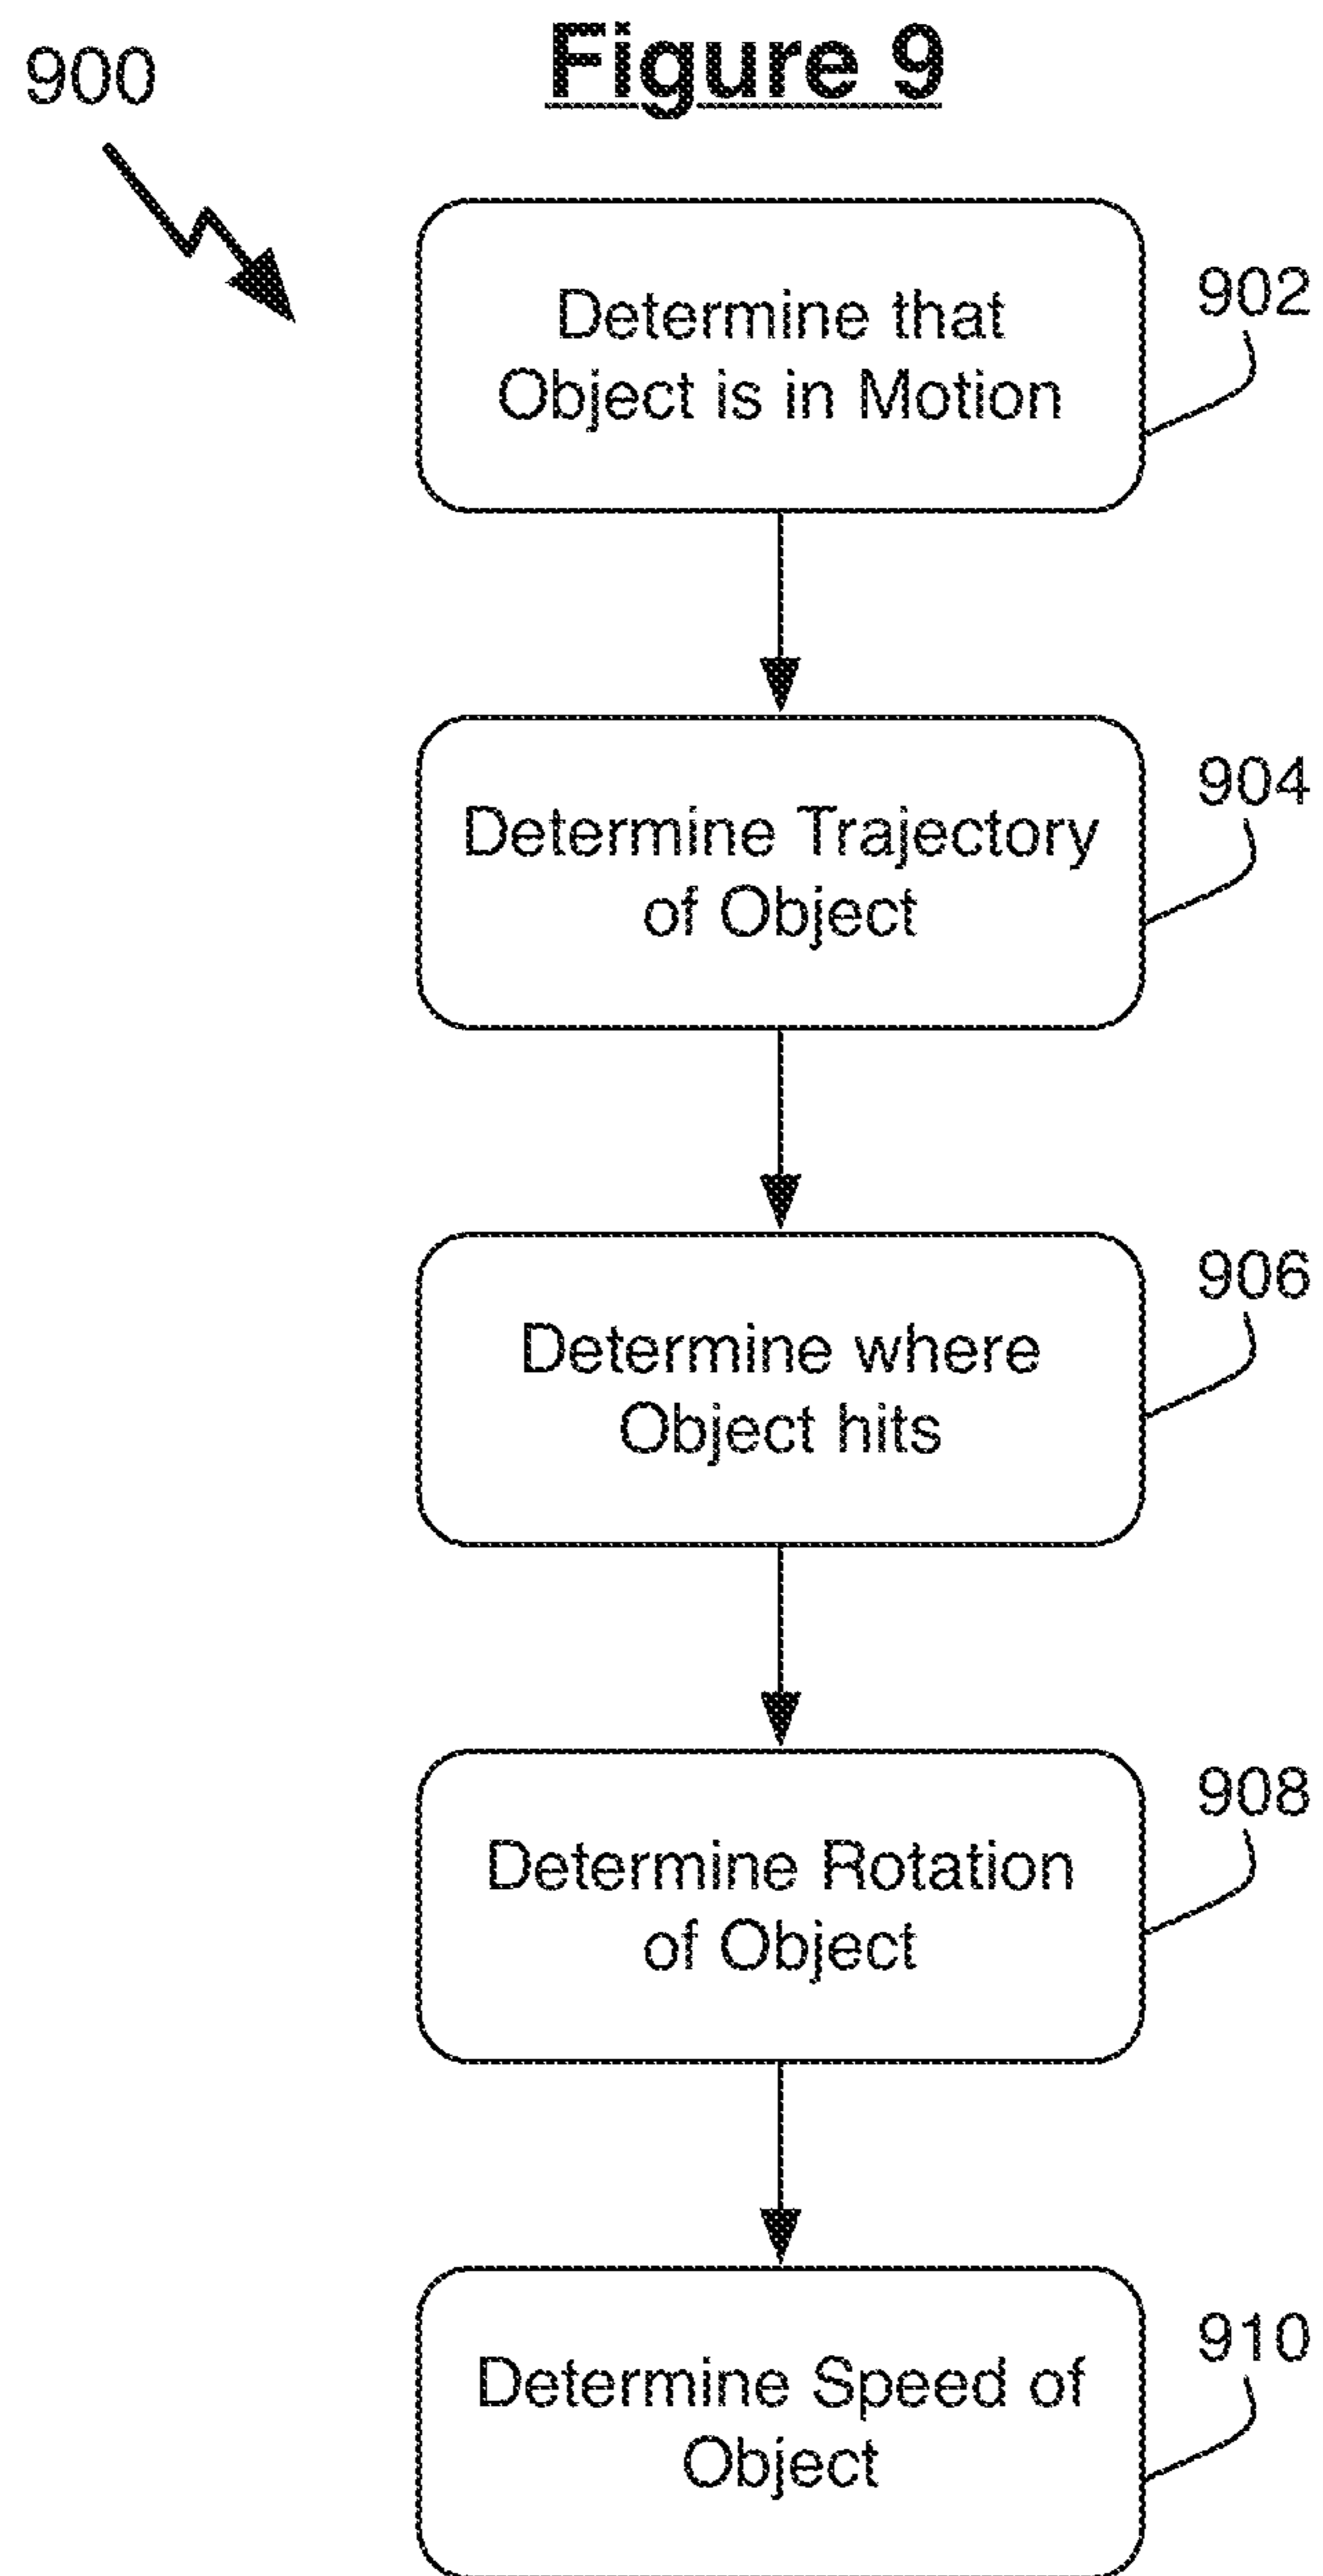 900
Figure 9
Determine that
Object is in Motion
902
Determine Trajectory
of Object
904
Determine where
Object hits
906
Determine Rotation
of Object
908
Determine Speed of
Object
910